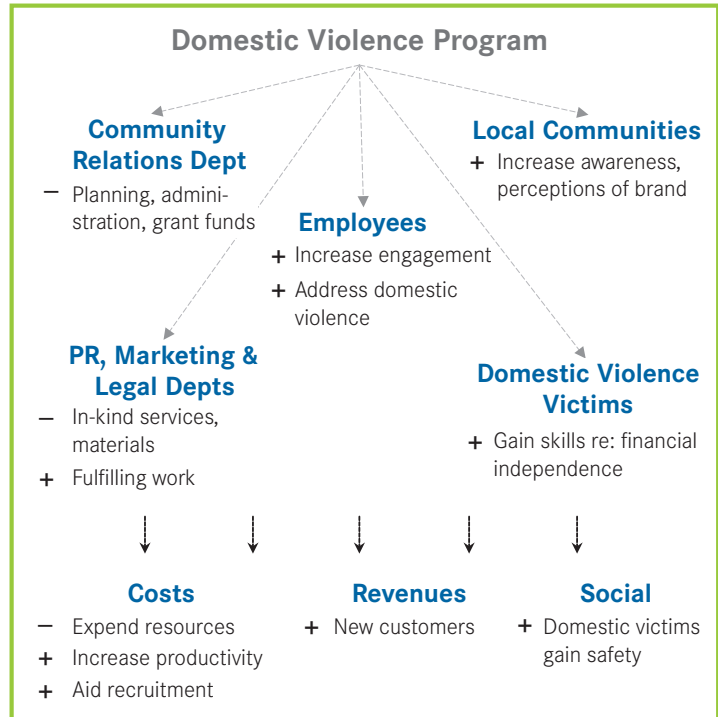 Domestic Violence Program
Community
Relations Dept
– Planning, admini-
stration, grant funds
Local Communities
+ Increase awareness,
perceptions of brand
Employees
+ Increase engagement
+ Address domestic
violence
PR, Marketing &
Legal Depts
– In-kind services,
materials
+ Fulfilling work
Domestic Violence
Victims
+ Gain skills re: financial
independence
Costs
– Expend resources
+ Increase productivity
+ Aid recruitment
Revenues
+ New customers
Social
+ Domestic victims
gain safety